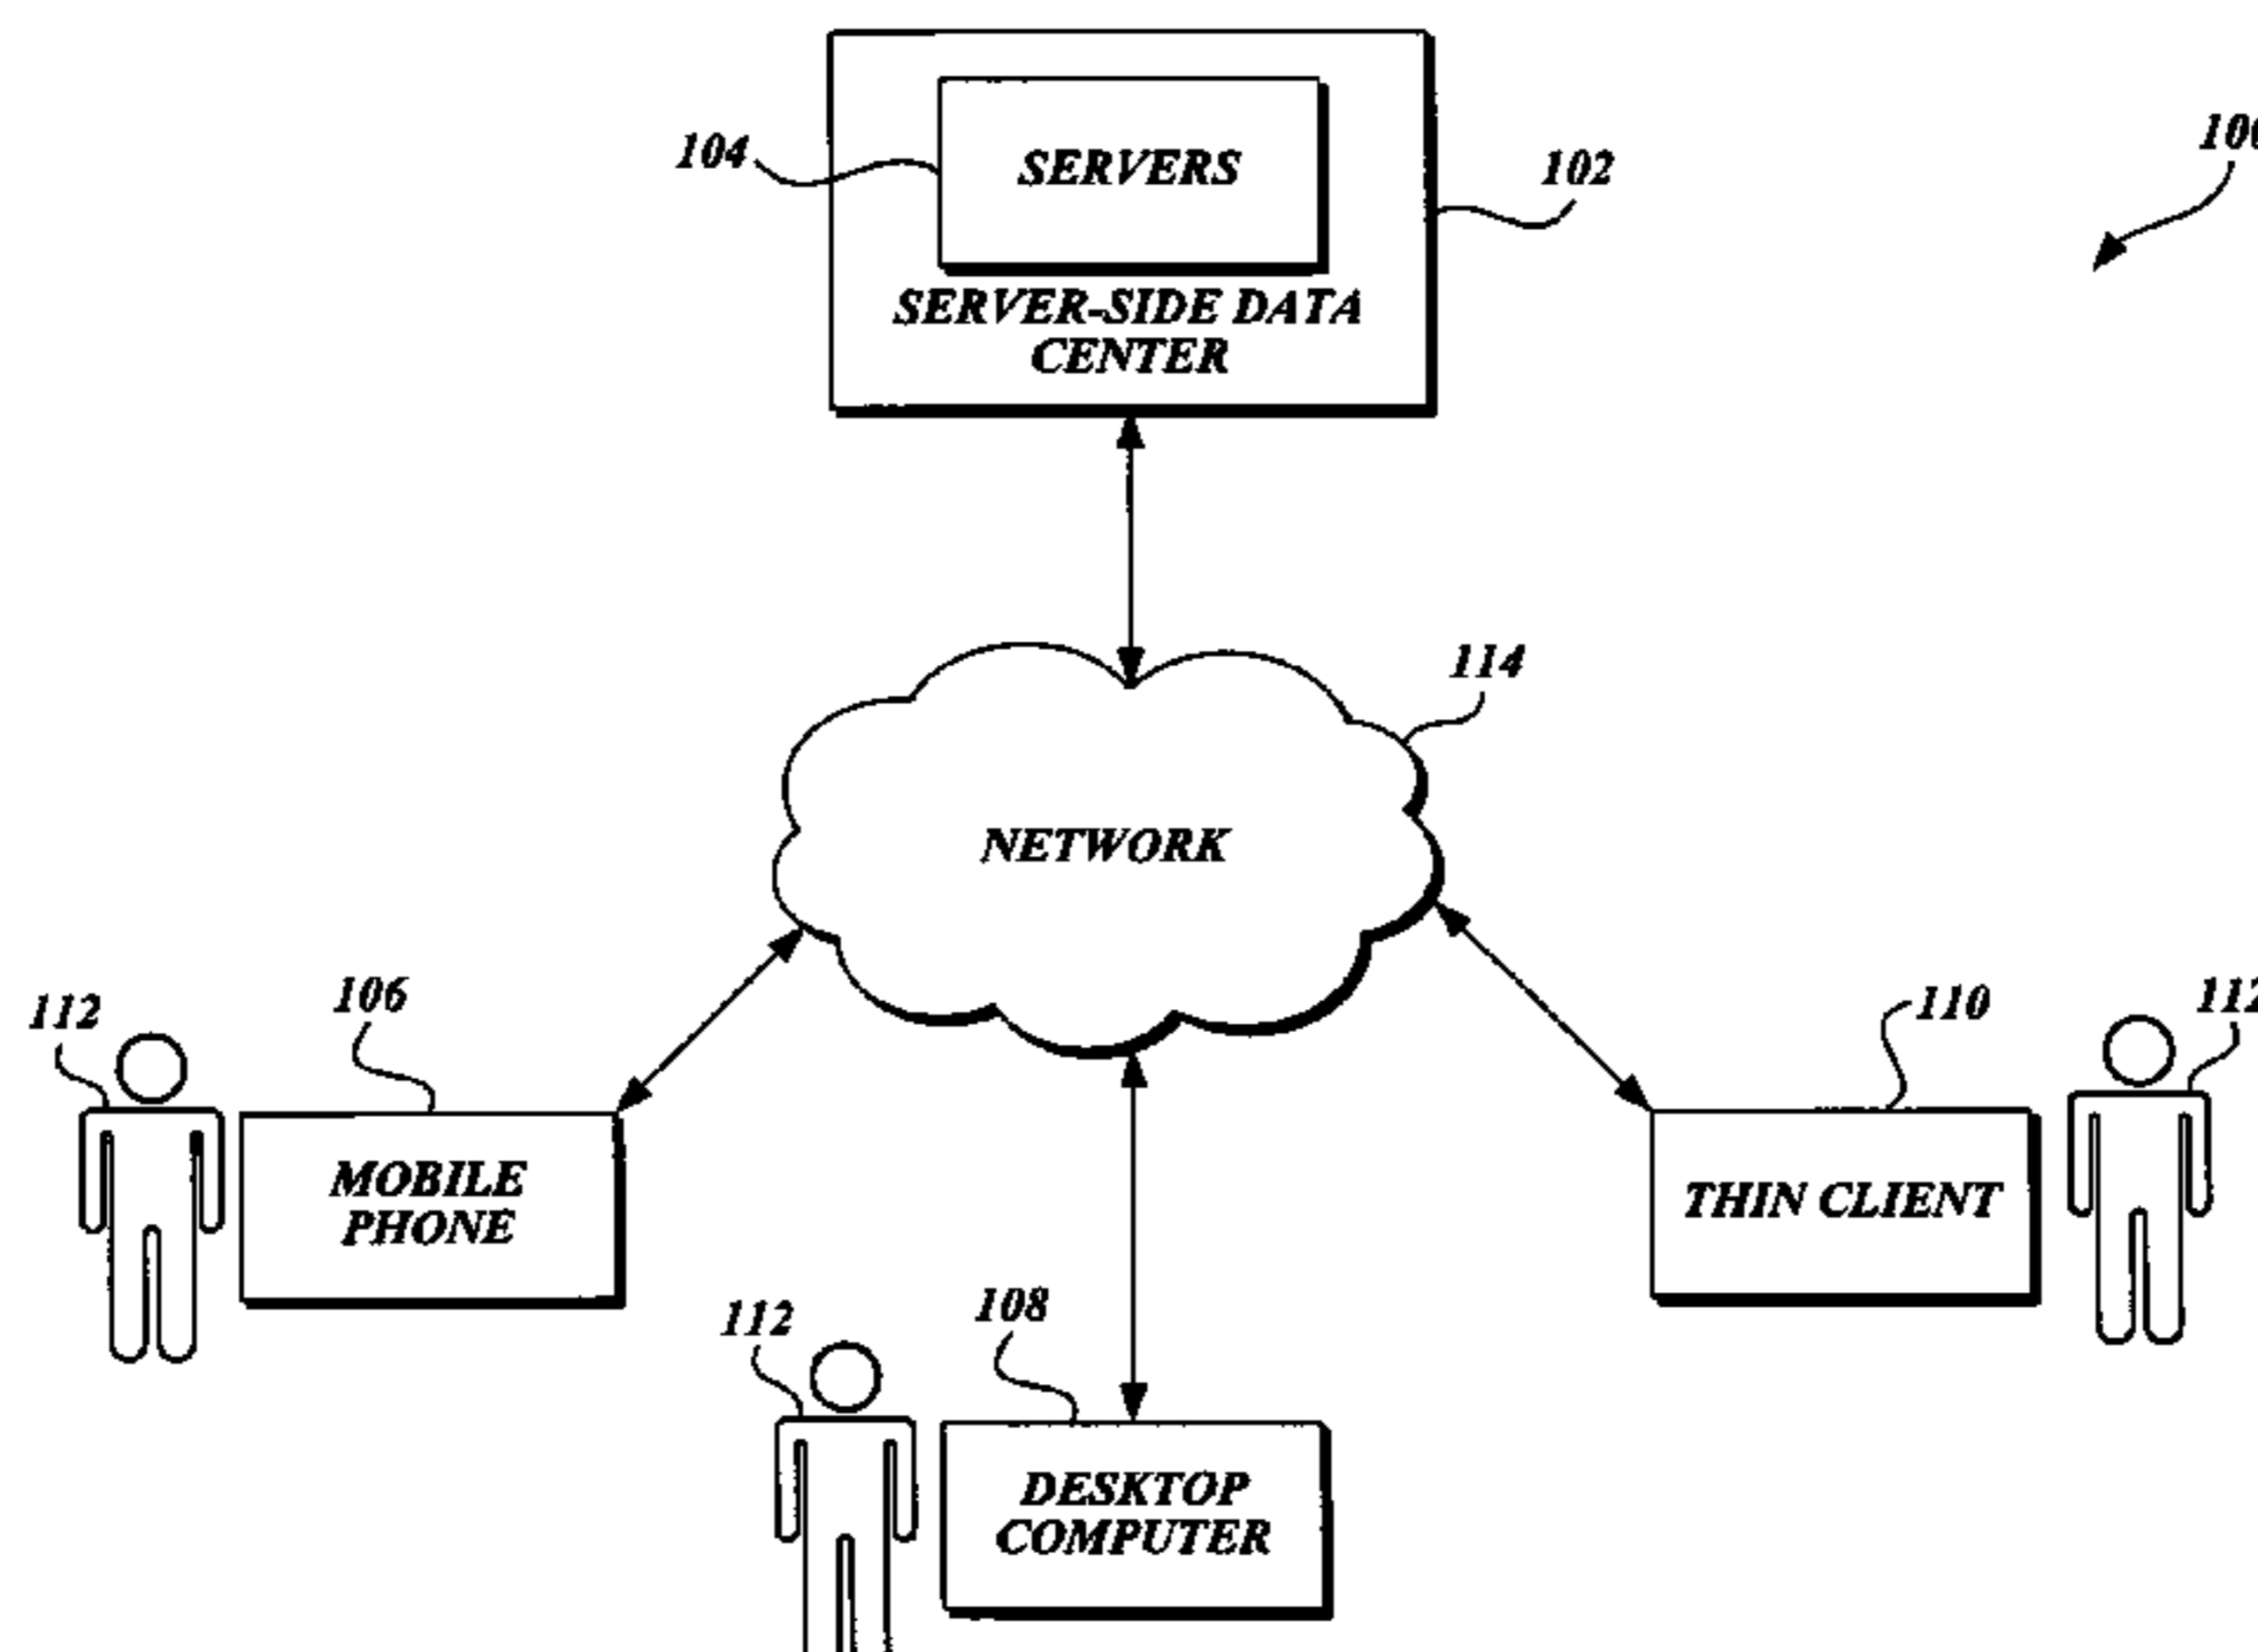 100
104
SERVERS
102
SERVER-SIDE DATA
CENTER
114
NETWORK
112
106
110
112
MOBILE
PHONE
THIN CLIENT
112
108
DESKTOP
COMPUTER